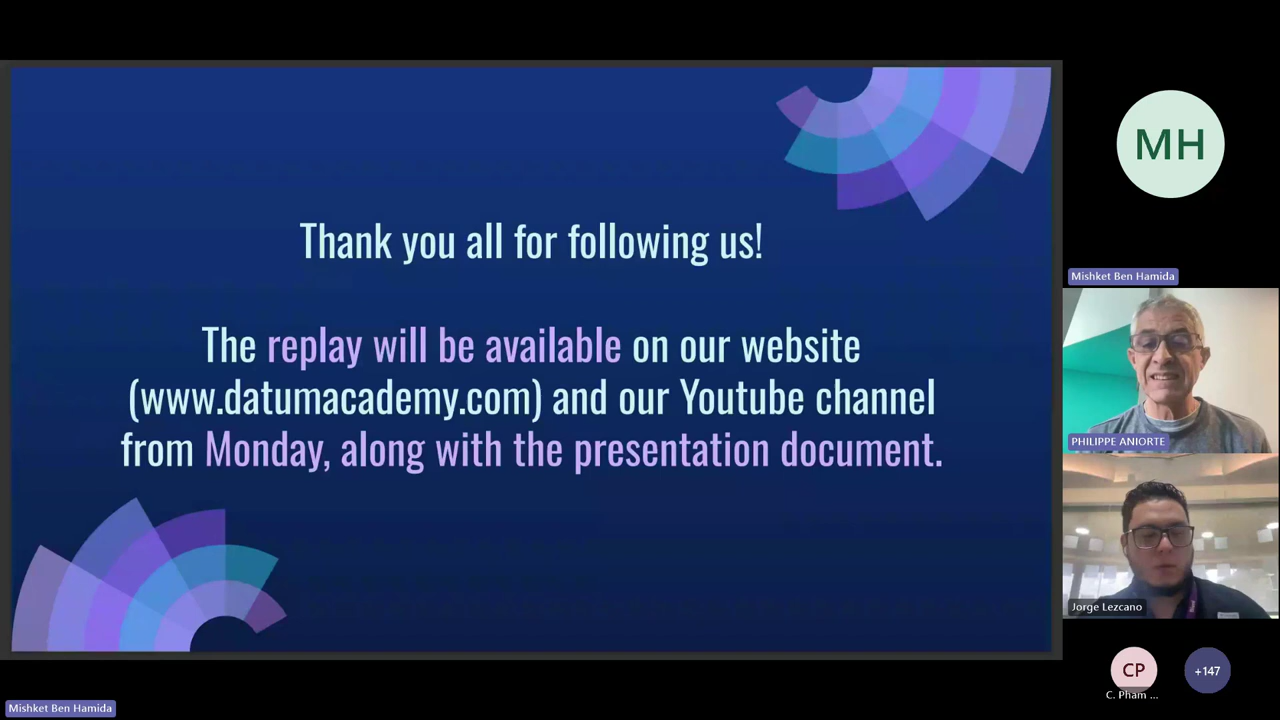 Thank you all for following us!
The replay will be available on our website
(www.datumacademy.com) and our Youtube channel
from Monday, along with the presentation document.
MH
Mishket Ben Hamida
PHILIPPE ANIORTE
Jorge Lezcano
CP
+147
C. Pham ...
Mishket Ben Hamida